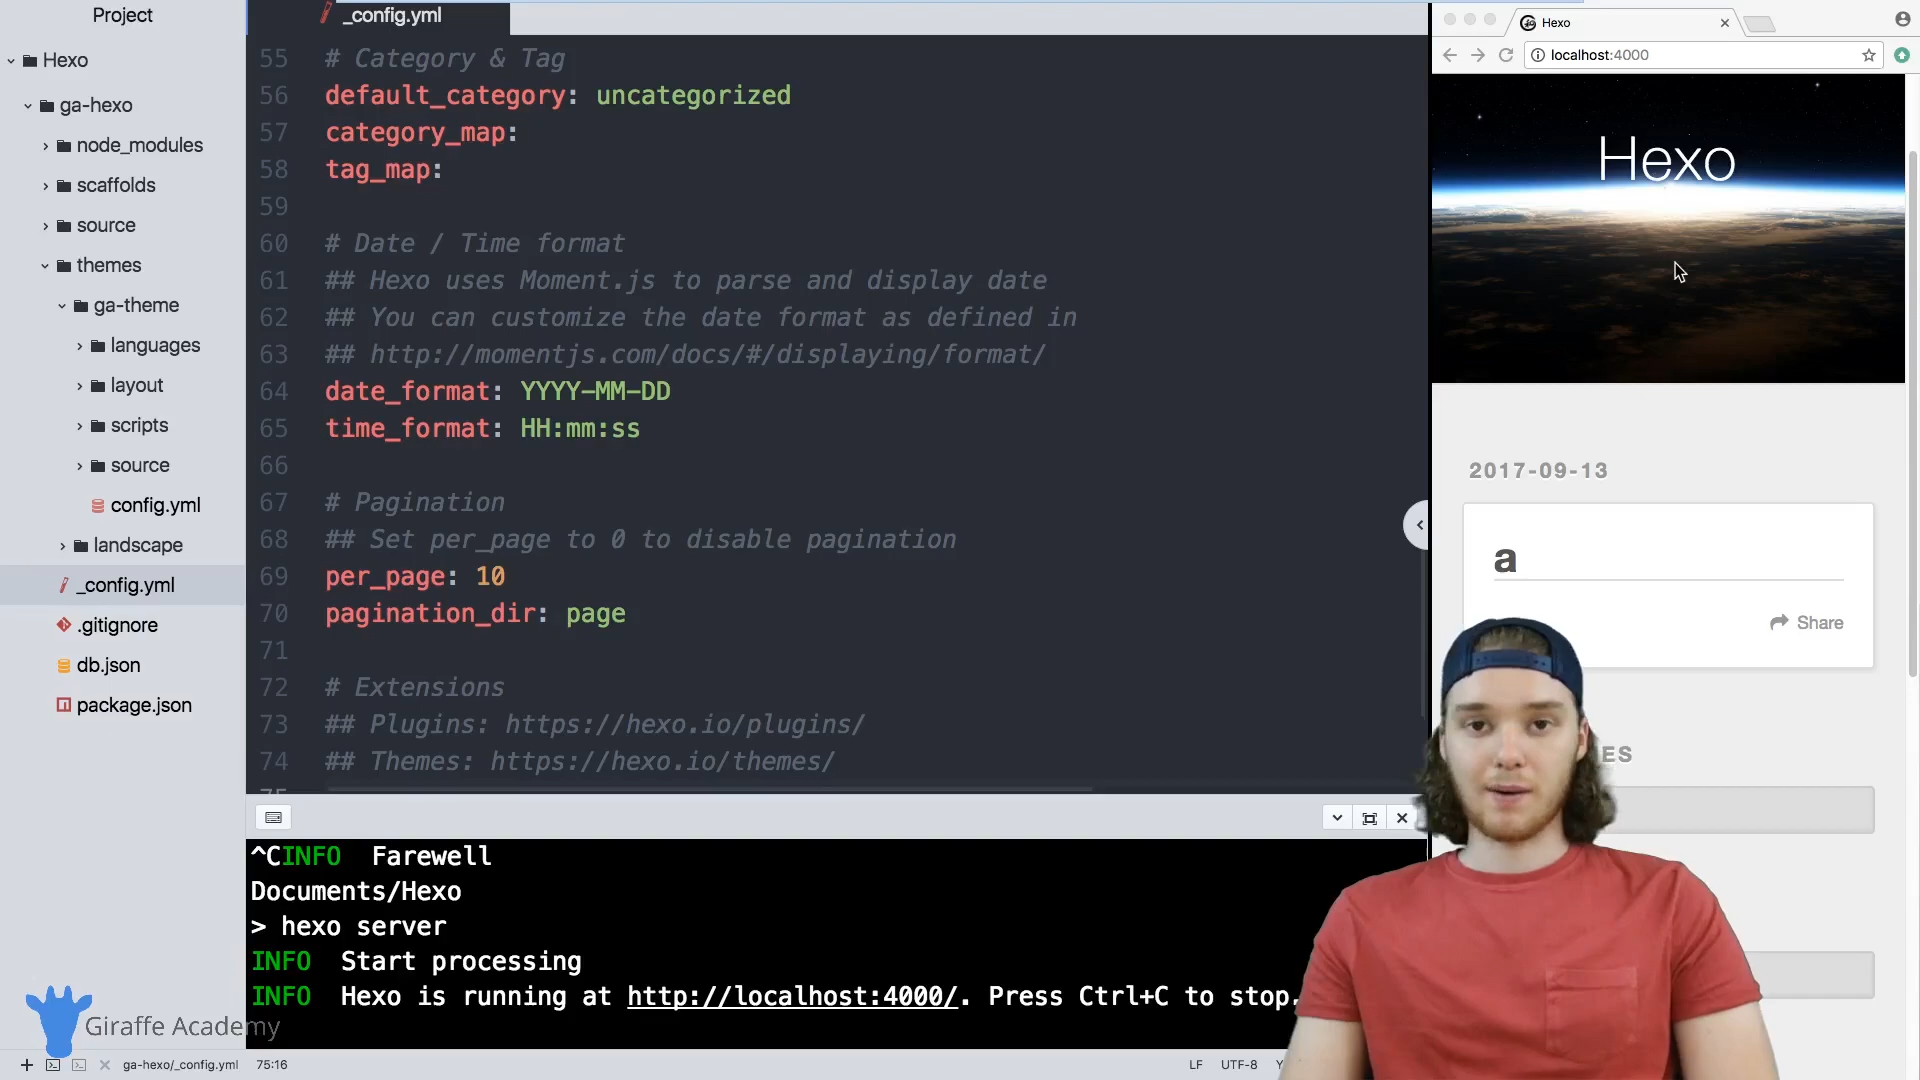 Project
Hexo
ga-hexo
node_modules
scaffolds
source
themes
ga-theme
languages
layout
scripts
source
config.yml
landscape
_config.yml
.gitignore
db.json
package.json
Giraffe Academy
_config.yml
55 # Category & Tag
56 default_category: uncategorized
57 category_map:
58 tag_map:
59
60 # Date / Time format
61 ## Hexo uses Moment.js to parse and display date
62 ## You can customize the date format as defined in
63 ## http://momentjs.com/docs/#/displaying/format/
64 date_format: YYYY-MM-DD
65 time_format: HH:mm:ss
66
67 # Pagination
68 ## Set per_page to 0 to disable pagination
69 per_page: 10
70 pagination_dir: page
71
72 # Extensions
73 ## Plugins: https://hexo.io/plugins/
74 ## Themes: https://hexo.io/themes/
^CINFO Farewell
Documents/Hexo
> hexo server
INFO Start processing
INFO Hexo is running at http://localhost:4000/. Press Ctrl+C to stop.
ga-hexo/_config.yml 75:16
LF UTF-8
Hexo
localhost:4000
Hexo
2017-09-13
a
Share